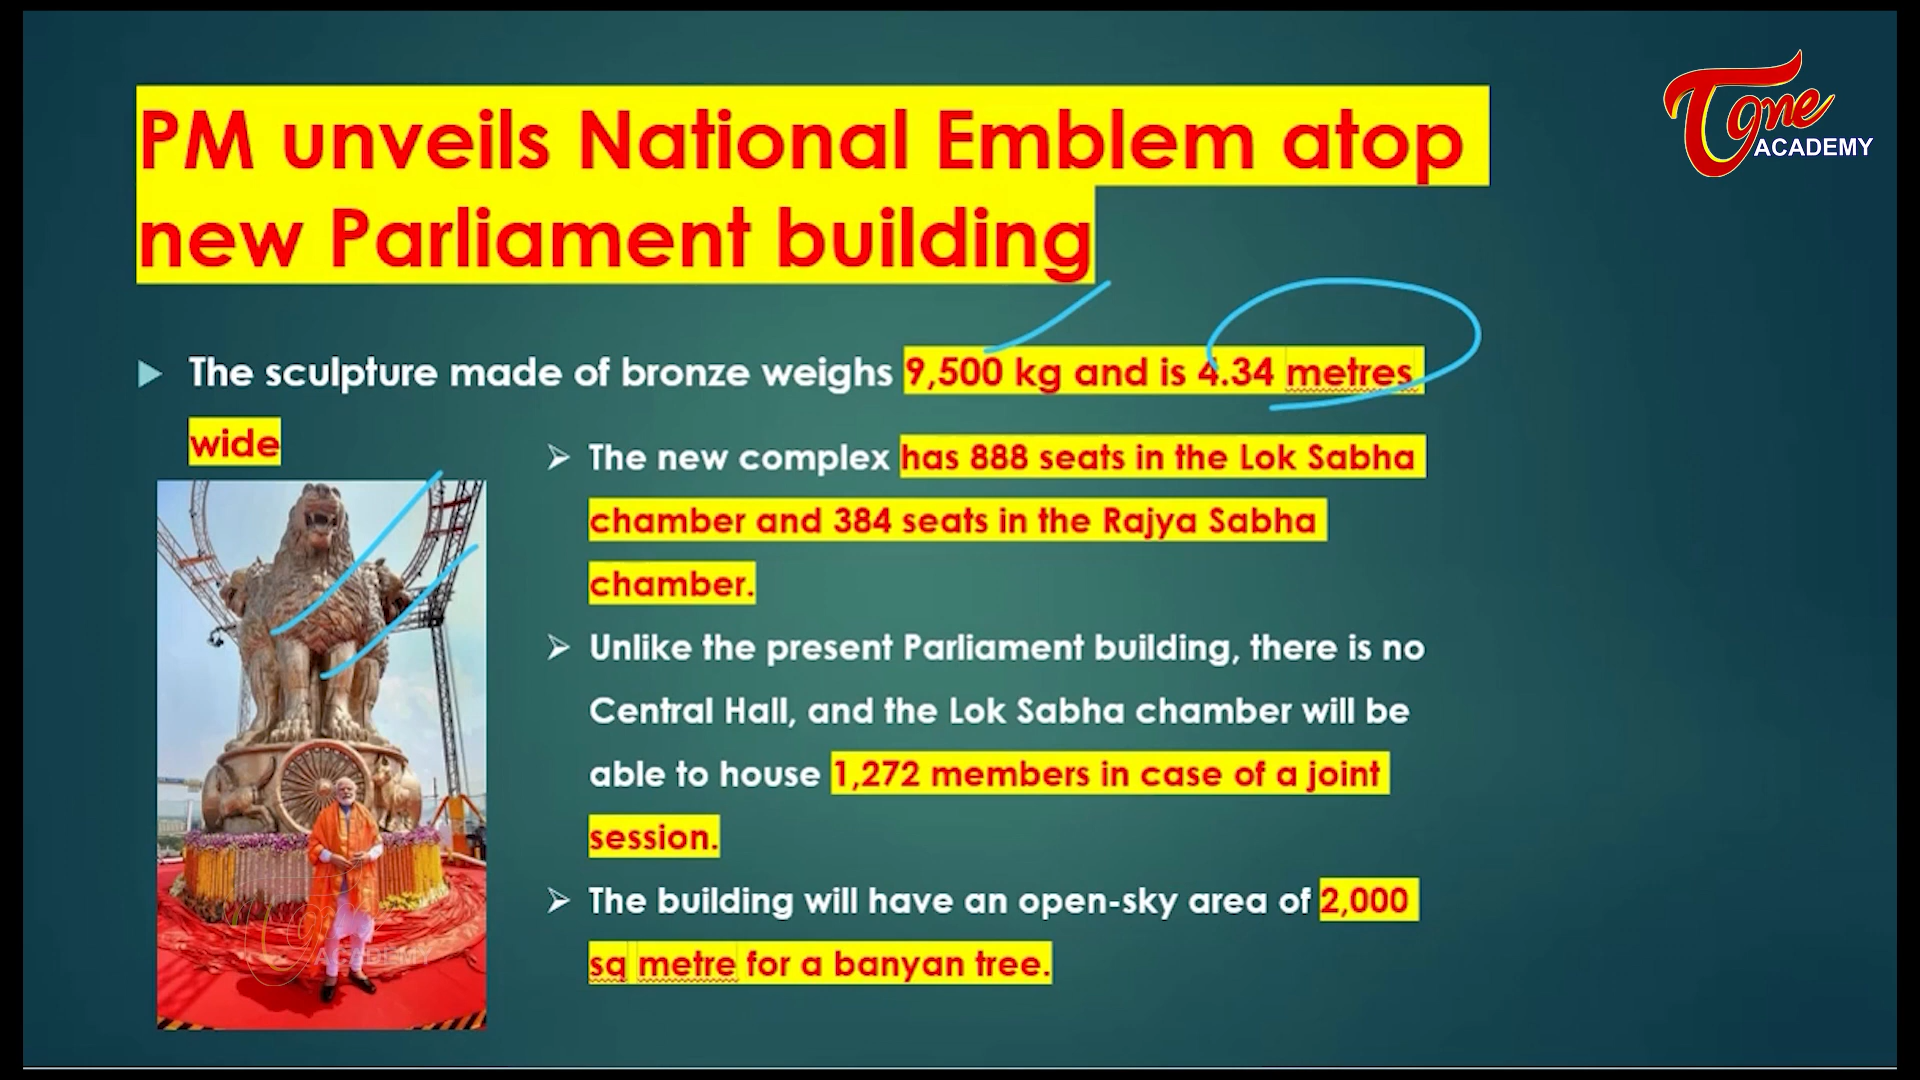 Tone
ACADEMY
PM unveils National Emblem atop
new Parliament building
The sculpture made of bronze weighs 9,500 kg and is 4.34 metres
wide
The new complex has 888 seats in the Lok Sabha
chamber and 384 seats in the Rajya Sabha
chamber.
Unlike the present Parliament building, there is no
Central Hall, and the Lok Sabha chamber will be
able to house 1,272 members in case of a joint
session.
The building will have an open-sky area of 2,000
sq metre for a banyan tree.
Tone
ACADEMY